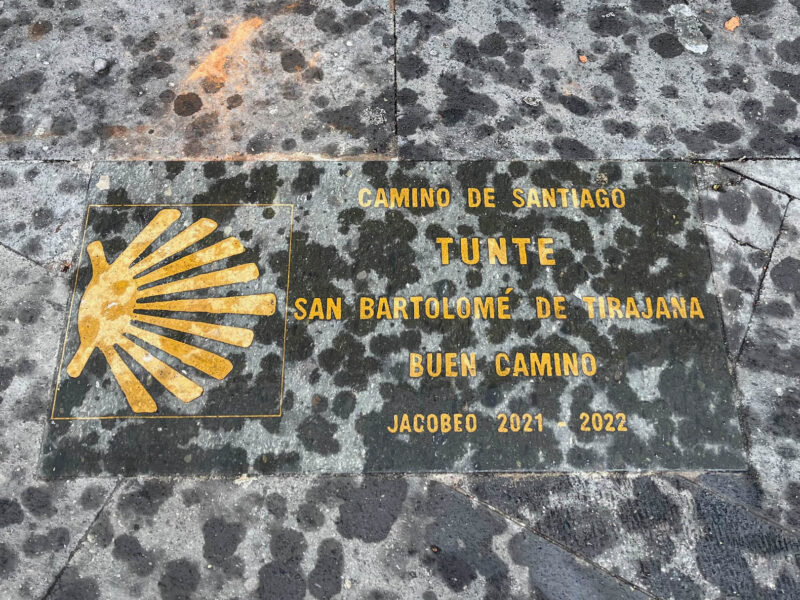 CAMINO DE SANTIAGO
TUNTE
SAN BARTOLOMÉ DE TIRAJANA
BUEN CAMINO
JACOBEO 2021 - 2022